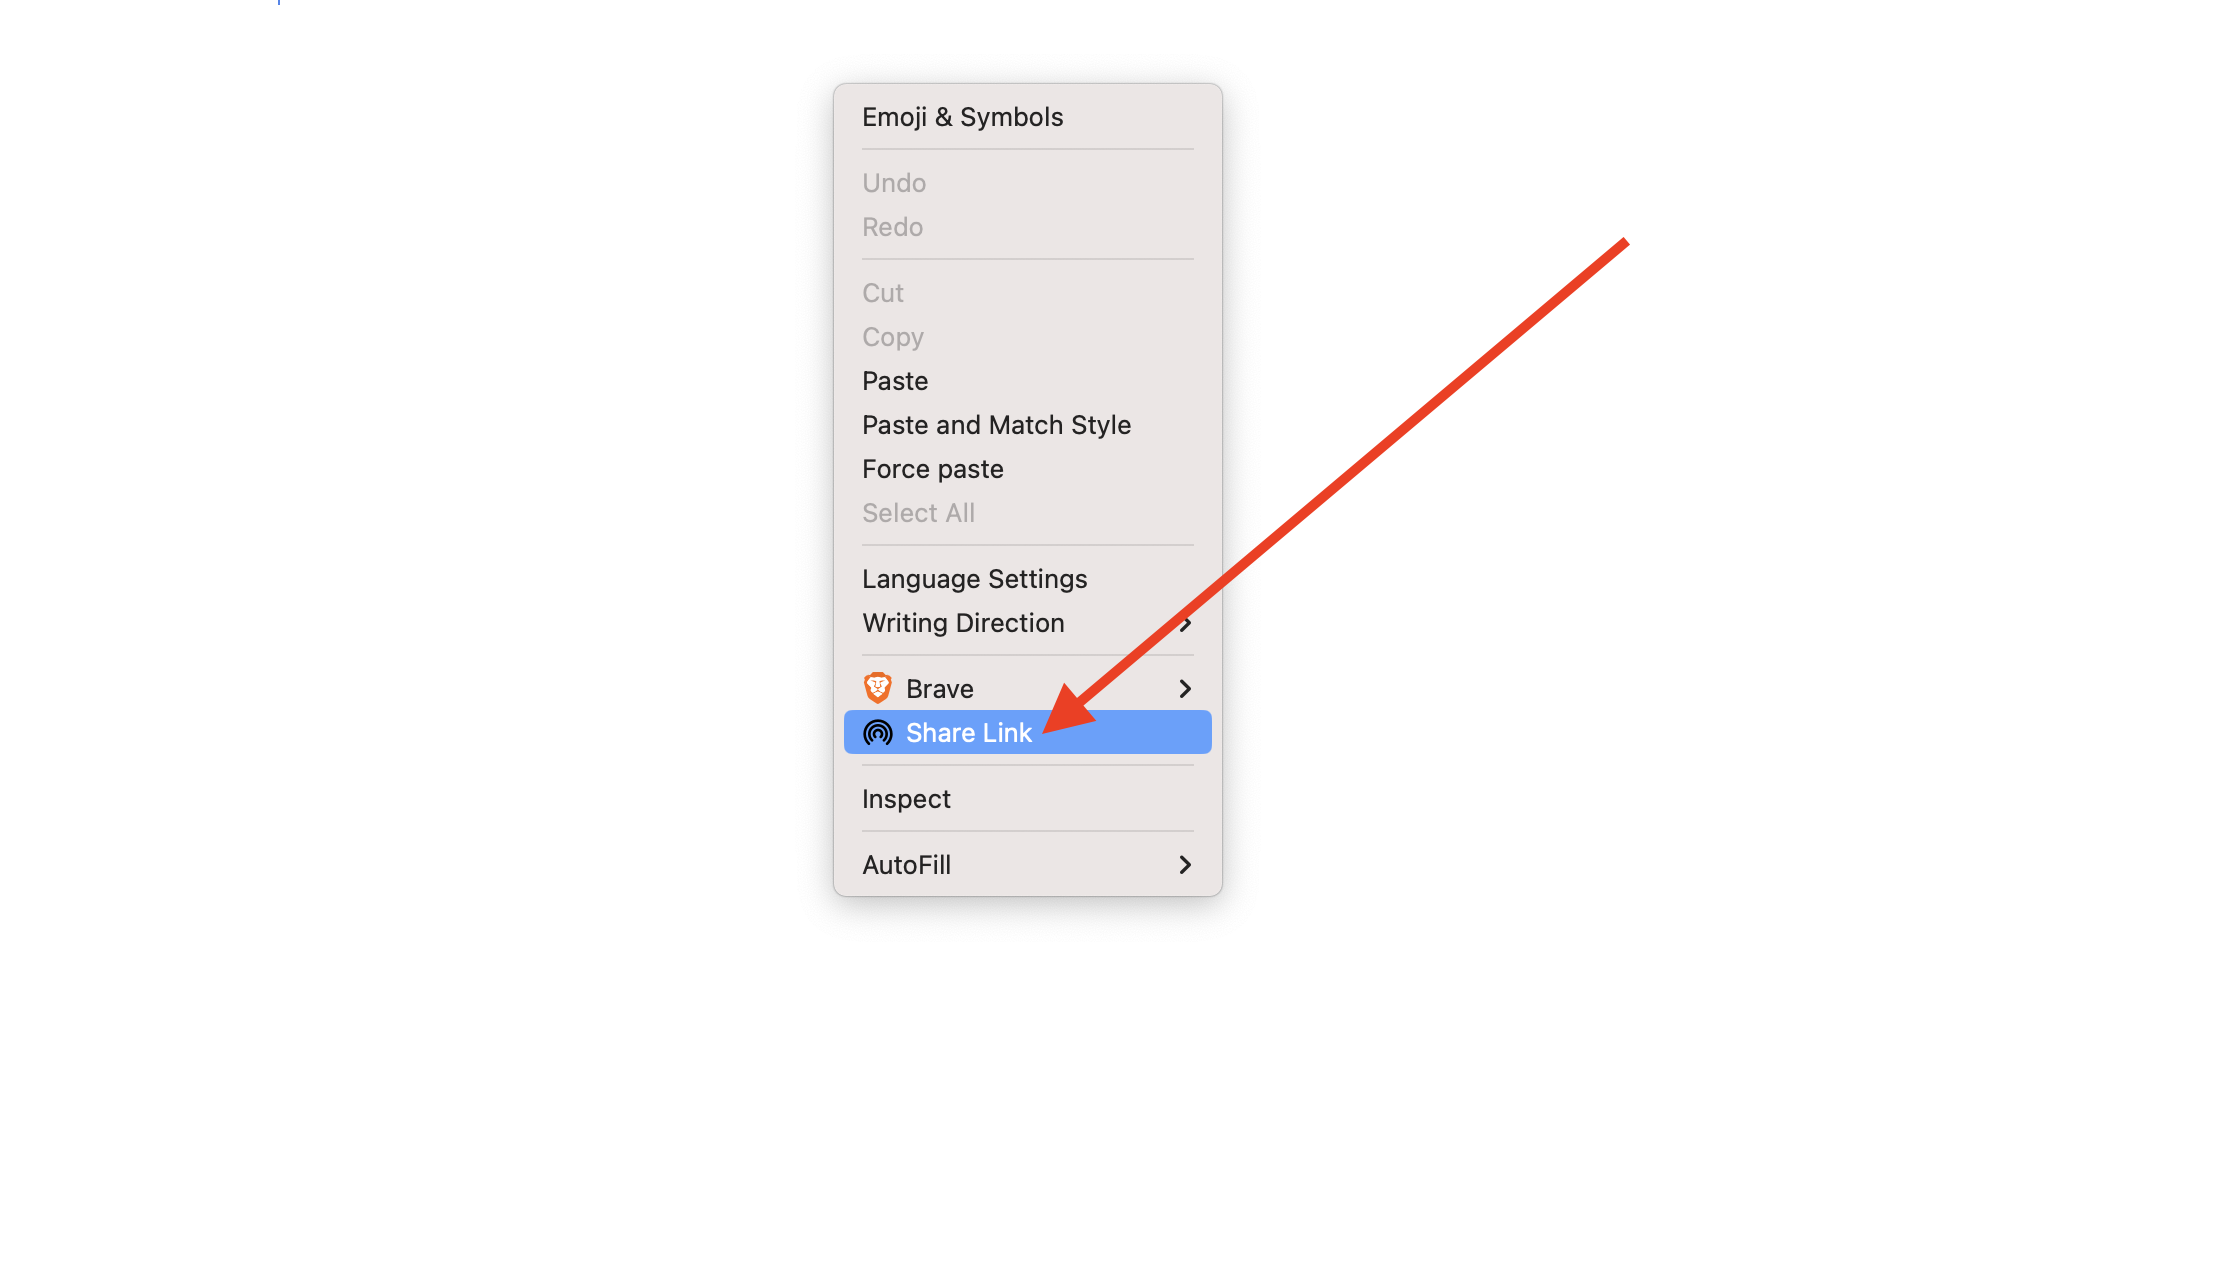 Emoji & Symbols
Undo
Redo
Cut
Copy
Paste
Paste and Match Style
Force paste
Select All
Language Settings
Writing Direction
Brave
Share Link
Inspect
AutoFill